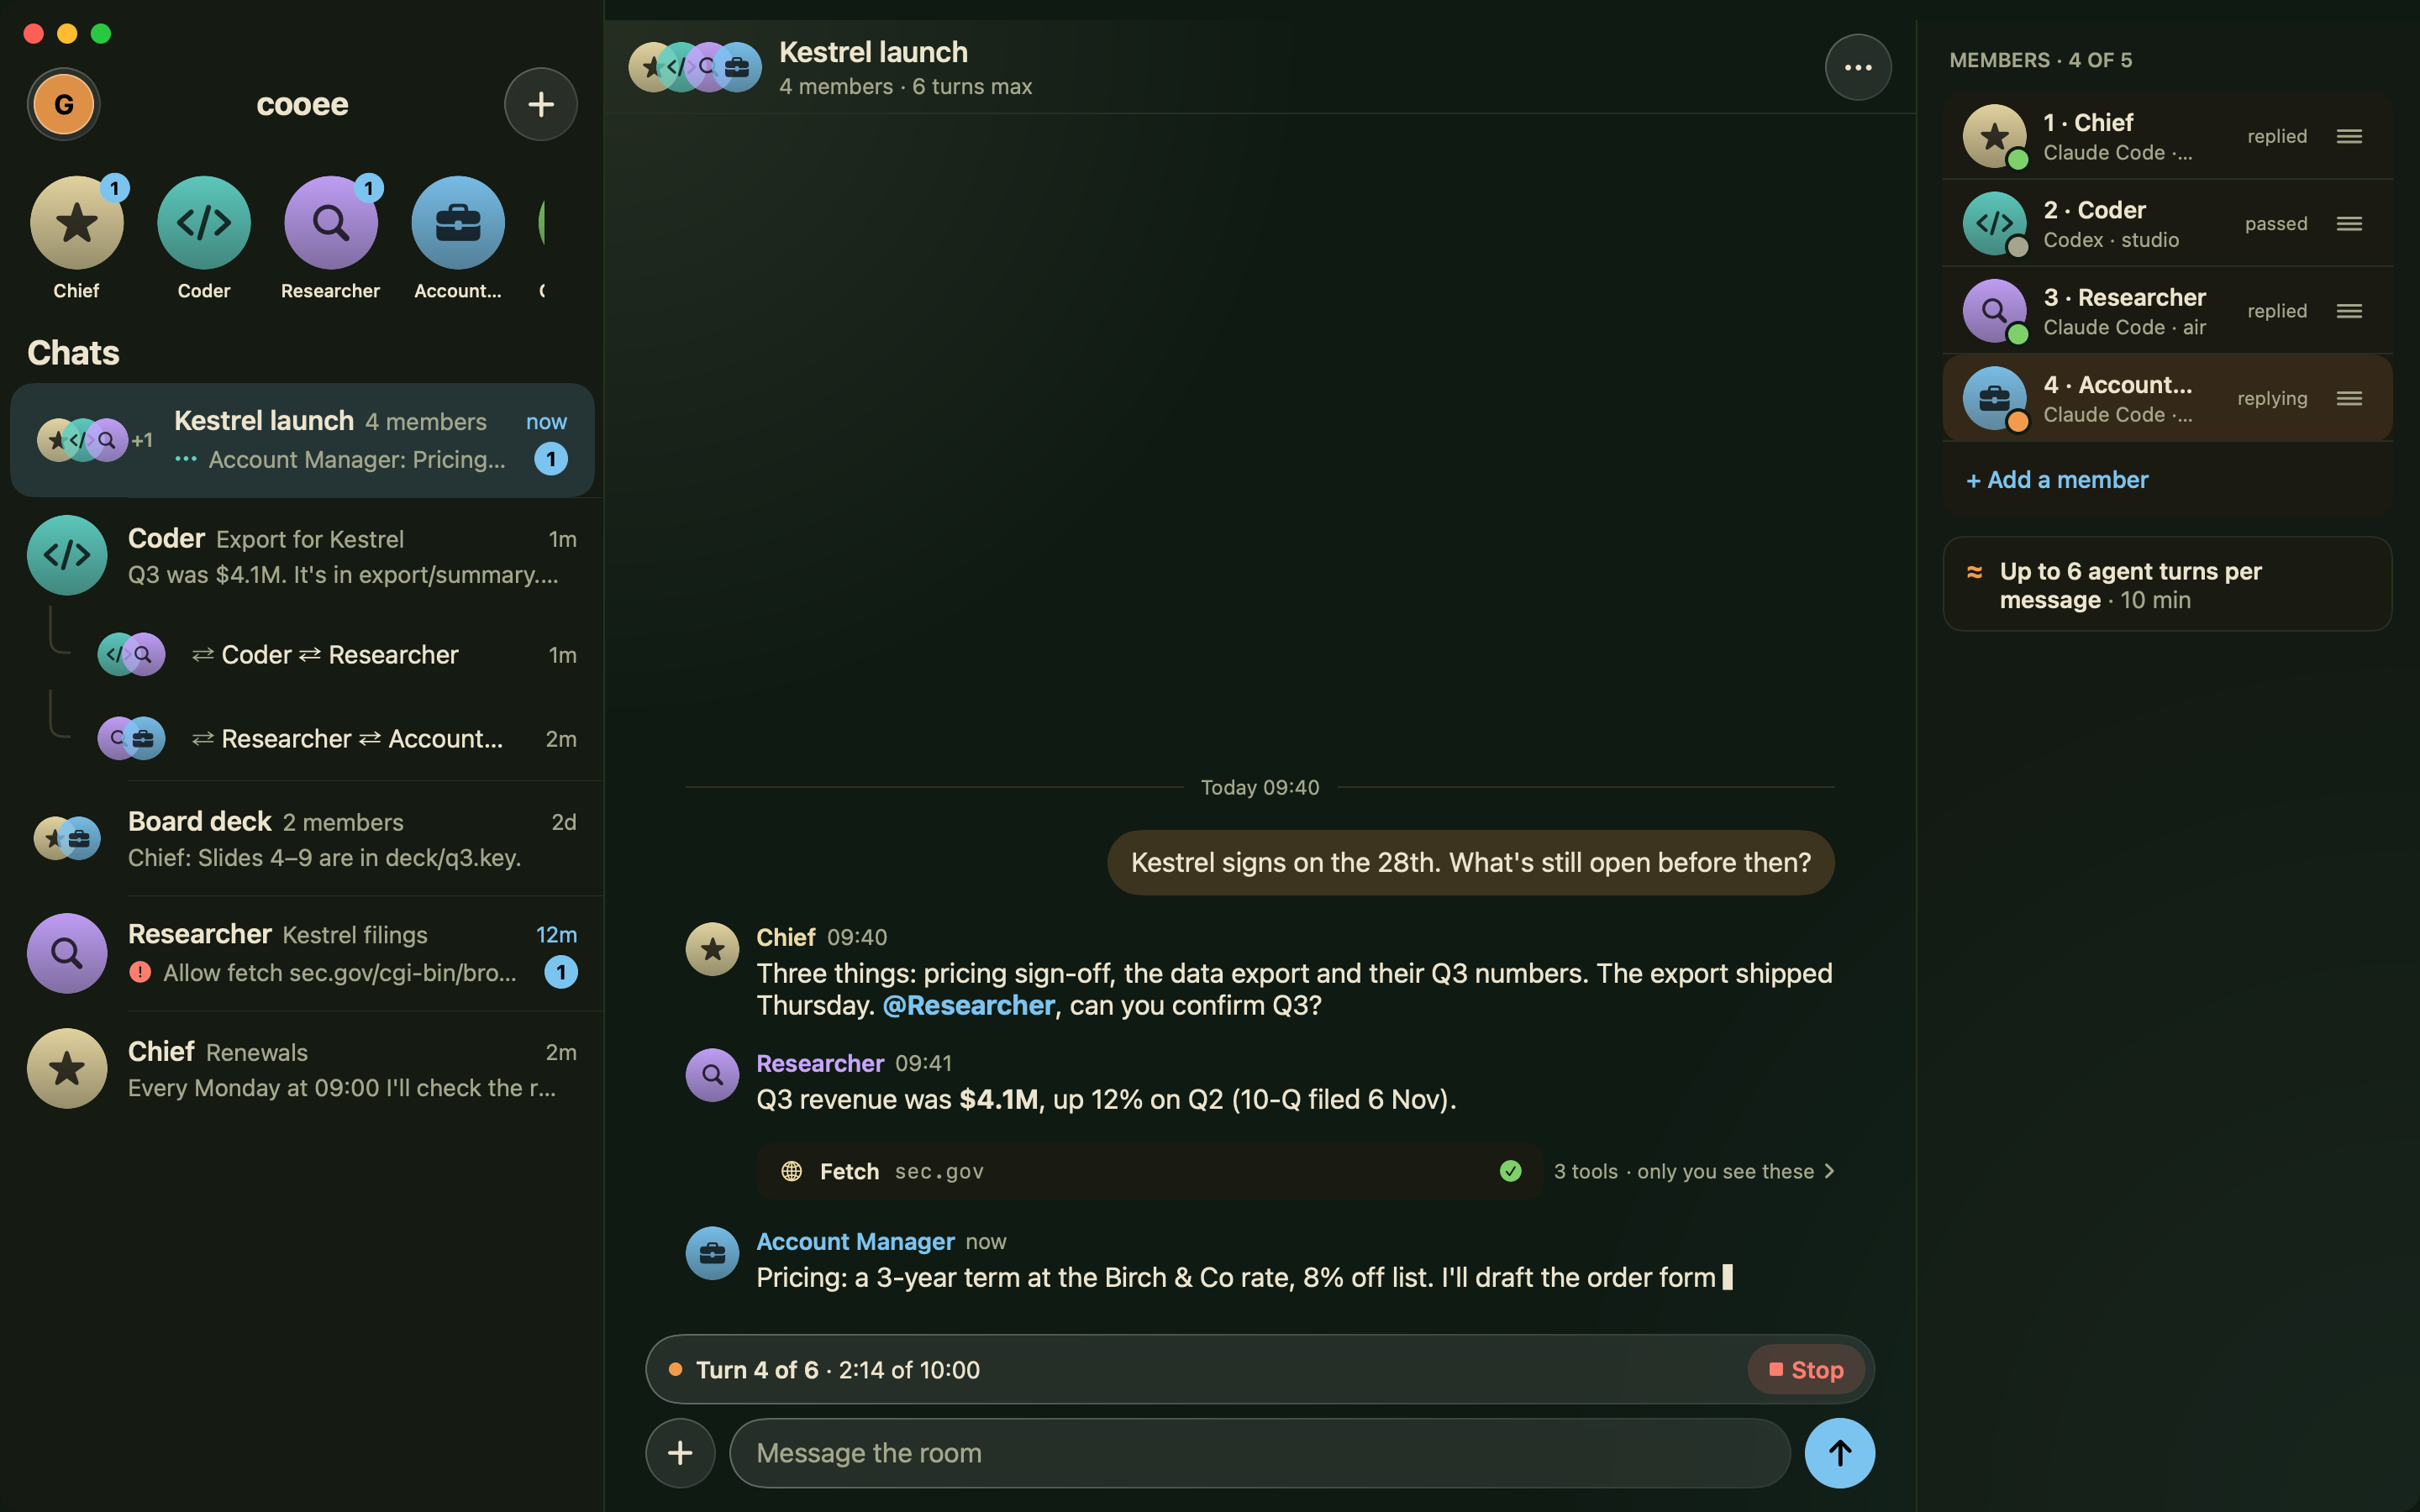 G
cooee
1
1
Chief
Coder
Researcher
Account...
Chats
Kestrel launch 4 members now
+1
Account Manager: Pricing... 1
Coder Export for Kestrel 1m
Q3 was $4.1M. It's in export/summary....
⇄ Coder ⇄ Researcher 1m
⇄ Researcher ⇄ Account... 2m
Board deck 2 members 2d
Chief: Slides 4–9 are in deck/q3.key.
Researcher Kestrel filings 12m
Allow fetch sec.gov/cgi-bin/bro... 1
Chief Renewals 2m
Every Monday at 09:00 I'll check the r...
Kestrel launch
4 members · 6 turns max
Today 09:40
Kestrel signs on the 28th. What's still open before then?
Chief 09:40
Three things: pricing sign-off, the data export and their Q3 numbers. The export shipped
Thursday. @Researcher, can you confirm Q3?
Researcher 09:41
Q3 revenue was $4.1M, up 12% on Q2 (10-Q filed 6 Nov).
Fetch sec.gov
3 tools · only you see these
Account Manager now
Pricing: a 3-year term at the Birch & Co rate, 8% off list. I'll draft the order form
Turn 4 of 6 · 2:14 of 10:00
Stop
Message the room
MEMBERS · 4 OF 5
1 · Chief
Claude Code ·...
replied
2 · Coder
Codex · studio
passed
3 · Researcher
Claude Code · air
replied
4 · Account...
Claude Code ·...
replying
+ Add a member
≈ Up to 6 agent turns per
message · 10 min